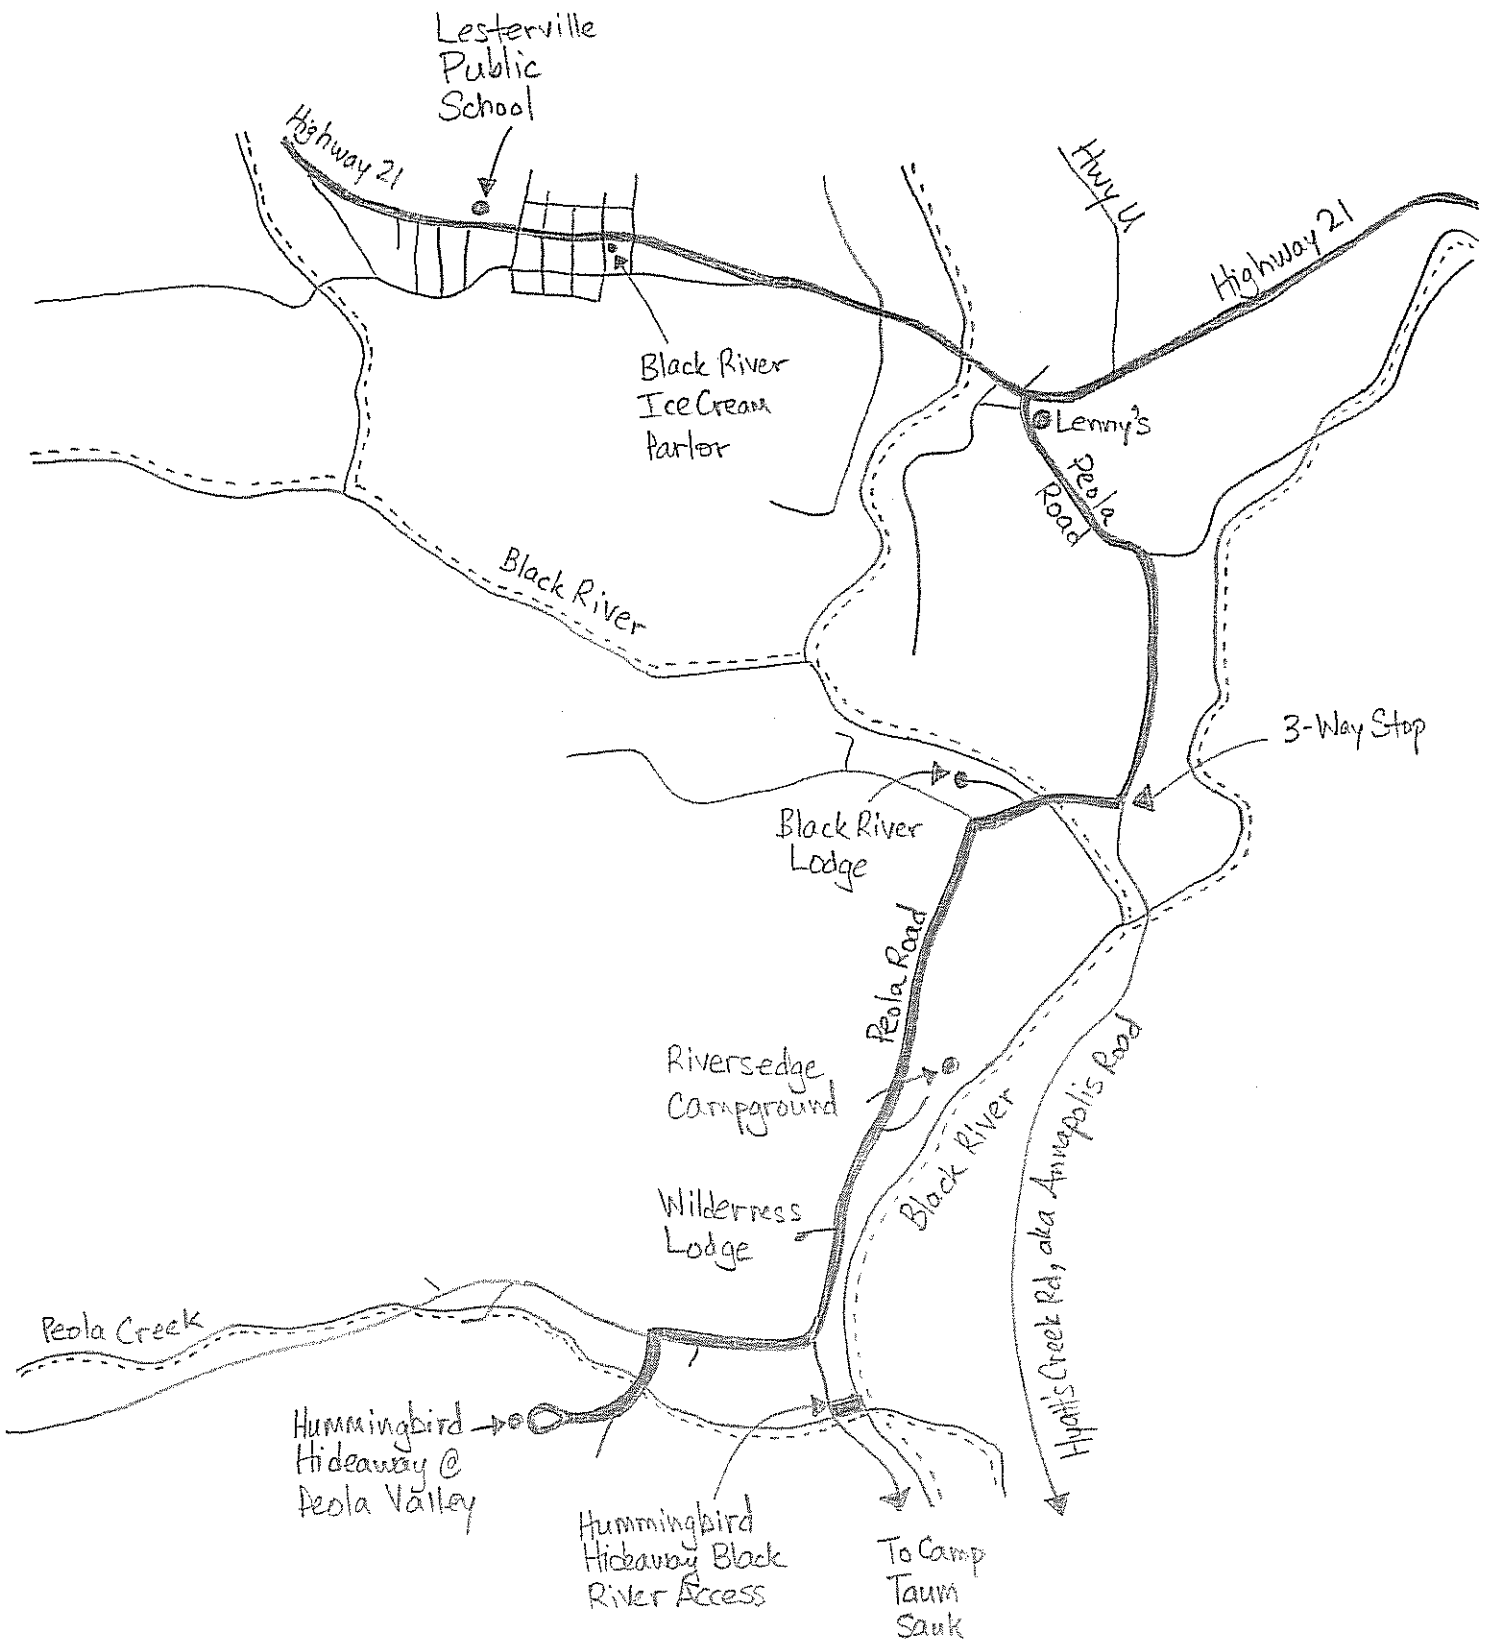 Lesterville
Public
School
Highway 21
Hwy U
Highway 21
Black River
Ice Cream
Parlor
Lenny's
Peola
Road
Black River
3-Way Stop
Black River
Lodge
Peola Road
Riversedge
Campground
Black River
Hyatts Creek Rd, aka Annapolis Road
Wilderness
Lodge
Peola Creek
Hummingbird
Hideaway @
Peola Valley
Hummingbird
Hideaway Black
River Access
To Camp
Taum
Sauk